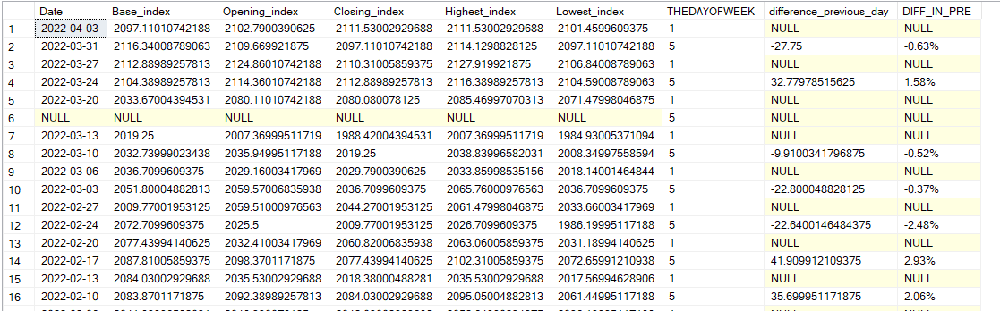 Date Base_index Opening_index Closing_index Highest_index Lowest_index THEDAYOFWEEK difference_previous_day DIFF_IN_PRE
1 2022-04-03 2097.11010742188 2102.7900390625 2111.53002929688 2111.53002929688 2101.4599609375 1 NULL NULL
2 2022-03-31 2116.34008789063 2109.669921875 2097.11010742188 2114.1298828125 2097.11010742188 5 -27.75 -0.63%
3 2022-03-27 2112.88989257813 2124.86010742188 2110.31005859375 2127.919921875 2106.84008789063 1 NULL NULL
4 2022-03-24 2104.38989257813 2114.36010742188 2112.88989257813 2116.38989257813 2104.59008789063 5 32.77978515625 1.58%
5 2022-03-20 2033.67004394531 2080.11010742188 2080.080078125 2085.46997070313 2071.47998046875 1 NULL NULL
6 NULL NULL NULL NULL NULL NULL 5 NULL NULL
7 2022-03-13 2019.25 2007.36999511719 1988.42004394531 2007.36999511719 1984.93005371094 1 NULL NULL
8 2022-03-10 2032.73999023438 2035.94995117188 2019.25 2038.83996582031 2008.34997558594 5 -9.9100341796875 -0.52%
9 2022-03-06 2036.7099609375 2029.16003417969 2029.7900390625 2033.85998535156 2018.14001464844 1 NULL NULL
10 2022-03-03 2051.80004882813 2059.57006835938 2036.7099609375 2065.76000976563 2036.7099609375 5 -22.800048828125 -0.37%
11 2022-02-27 2009.77001953125 2059.51000976563 2044.27001953125 2061.47998046875 2033.66003417969 1 NULL NULL
12 2022-02-24 2072.7099609375 2025.5 2009.77001953125 2026.7099609375 1986.19995117188 5 -22.6400146484375 -2.48%
13 2022-02-20 2077.43994140625 2032.41003417969 2060.82006835938 2063.06005859375 2031.18994140625 1 NULL NULL
14 2022-02-17 2087.81005859375 2098.3701171875 2077.43994140625 2102.31005859375 2072.65991210938 5 41.909912109375 2.93%
15 2022-02-13 2084.03002929688 2035.53002929688 2018.38000488281 2035.53002929688 2017.56994628906 1 NULL NULL
16 2022-02-10 2083.8701171875 2092.38989257813 2084.03002929688 2095.05004882813 2061.44995117188 5 35.699951171875 2.06%